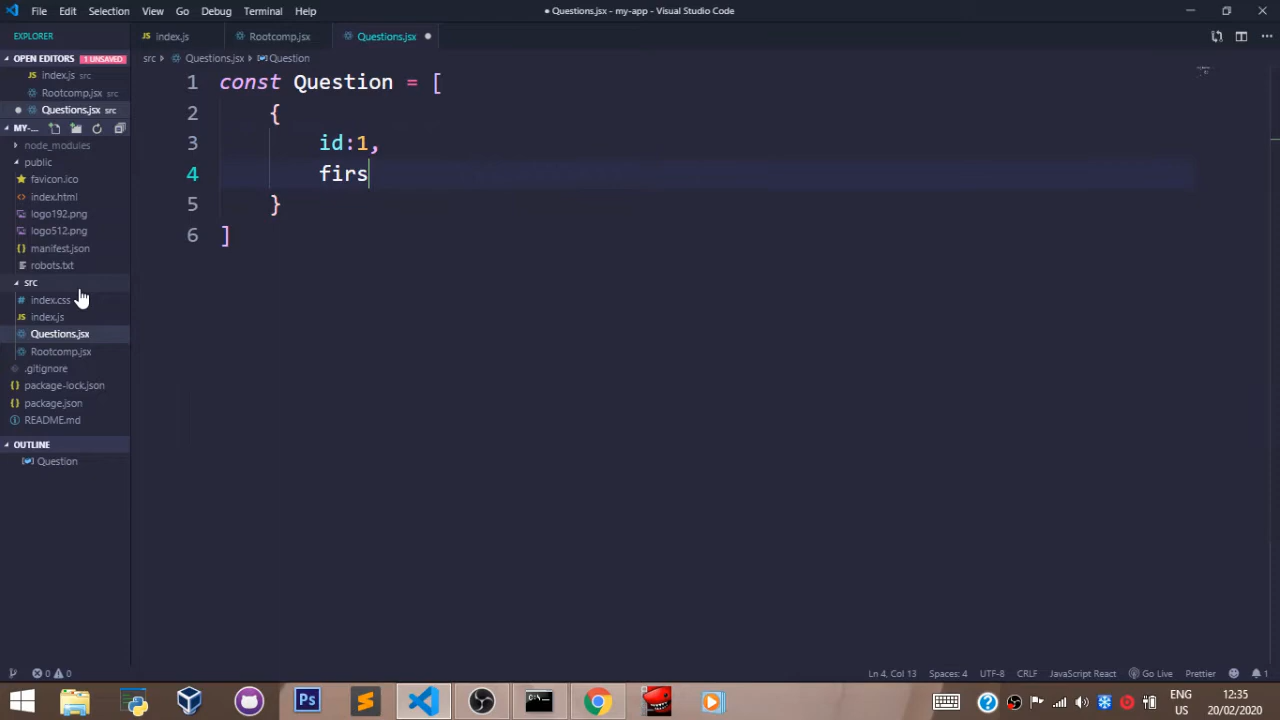 File Edit Selection View Go Debug Terminal Help
● Questions.jsx - my-app - Visual Studio Code
EXPLORER
index.js
Rootcomp.jsx
Questions.jsx
OPEN EDITORS 1 UNSAVED
src > Questions.jsx > Question
index.js src
Rootcomp.jsx
Questions.jsx src
MY-...
node_modules
public
favicon.ico
index.html
logo192.png
logo512.png
manifest.json
robots.txt
src
index.css
index.js
Questions.jsx
Rootcomp.jsx
.gitignore
package-lock.json
package.json
README.md
OUTLINE
Question
1 const Question = [
2 {
3 id:1,
4 firs
5 }
6 ]
0 0
Ln 4, Col 13 Spaces: 4 UTF-8 CRLF JavaScript React Go Live Prettier 1
Ps
ENG
US
12:35
20/02/2020